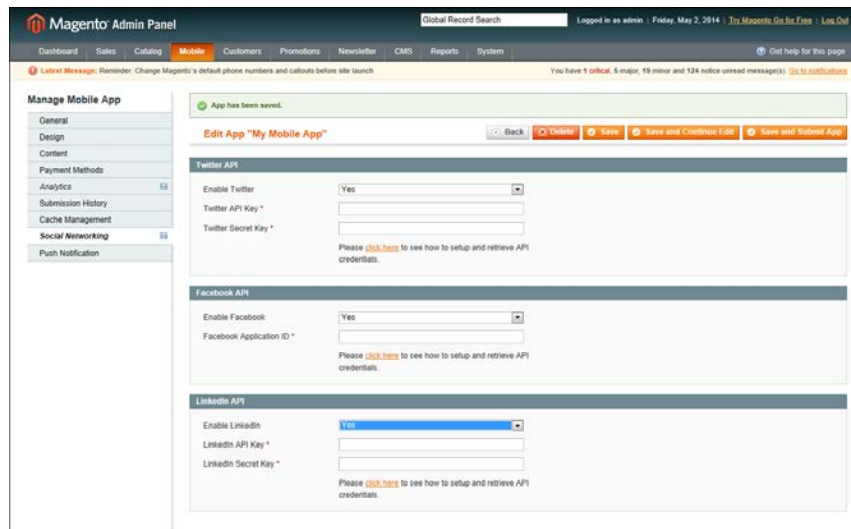 Magento Admin Panel
Global Record Search
Logged in as admin | Friday, May 2, 2014 | Try Magento Go for Free | Log Out
Dashboard Sales Catalog Mobile Customers Promotions Newsletter CMS Reports System
Get help for this page
Latest Message: Reminder: Change Magento's default phone numbers and callouts before site launch
You have 1 critical, 5 major, 19 minor and 124 notice unread message(s). Go to notifications
Manage Mobile App
General
Design
Content
Payment Methods
Analytics
Submission History
Cache Management
Social Networking
Push Notification
App has been saved.
Edit App "My Mobile App"
Back Delete Save Save and Continue Edit Save and Submit App
Twitter API
Enable Twitter Yes
Twitter API Key *
Twitter Secret Key *
Please click here to see how to setup and retrieve API
credentials.
Facebook API
Enable Facebook Yes
Facebook Application ID *
Please click here to see how to setup and retrieve API
credentials.
LinkedIn API
Enable LinkedIn Yes
LinkedIn API Key *
LinkedIn Secret Key *
Please click here to see how to setup and retrieve API
credentials.